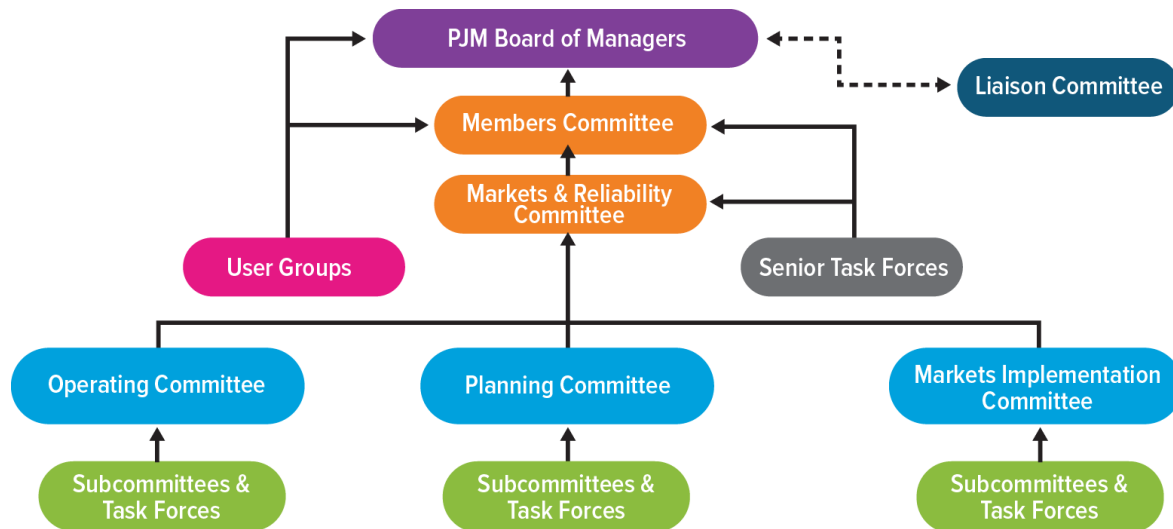 PJM Board of Managers
Liaison Committee
Members Committee
Markets & Reliability
Committee
User Groups
Senior Task Forces
Operating Committee
Planning Committee
Markets Implementation
Committee
Subcommittees &
Task Forces
Subcommittees &
Task Forces
Subcommittees &
Task Forces